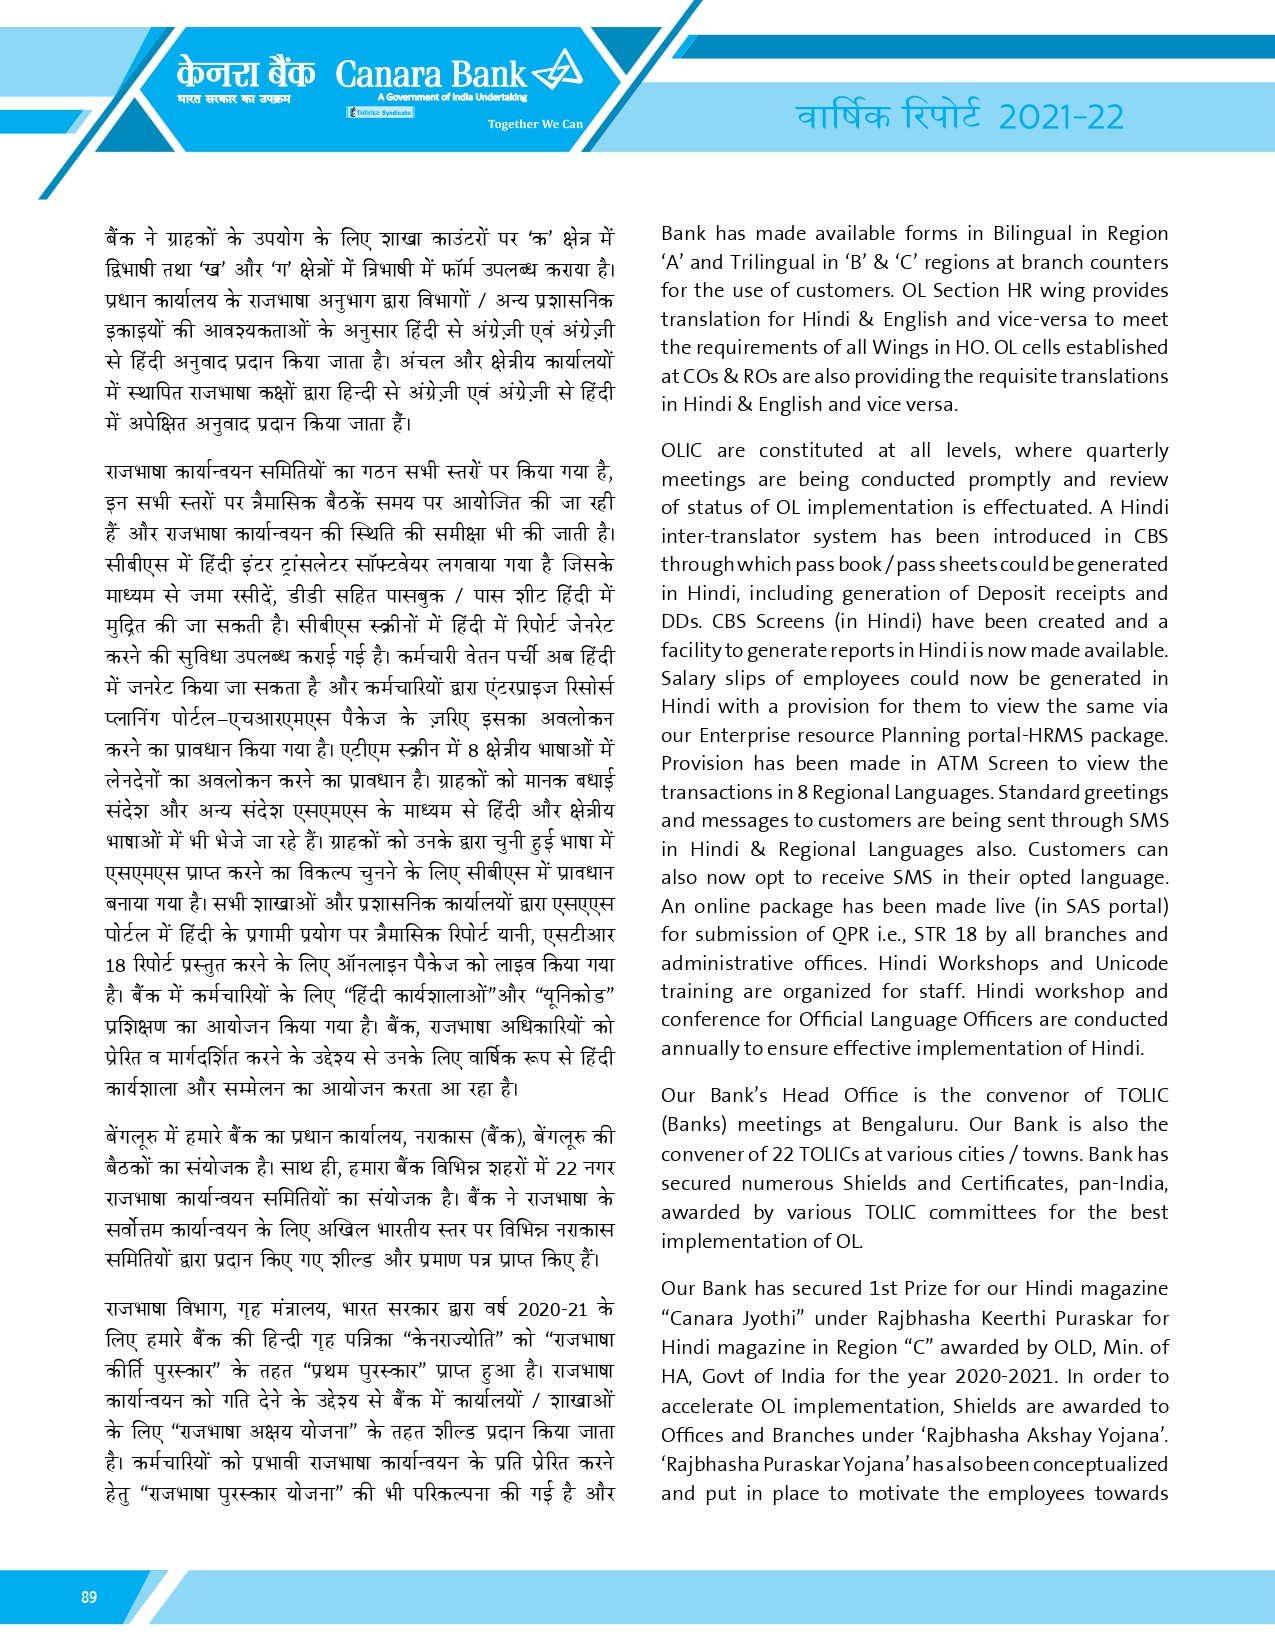 केनरा बैंक Canara Bank
भारत सरकार का उपक्रम
A Government of India Undertaking
सिंडिकेट Syndicate
Together We Can
वार्षिक रिपोर्ट 2021-22
बैंक ने ग्राहकों के उपयोग के लिए शाखा काउंटरों पर ‘क’ क्षेत्र में
द्विभाषी तथा ‘ख’ और ‘ग’ क्षेत्रों में त्रिभाषी में फॉर्म उपलब्ध कराया है।
प्रधान कार्यालय के राजभाषा अनुभाग द्वारा विभागों / अन्य प्रशासनिक
इकाइयों की आवश्यकताओं के अनुसार हिंदी से अंग्रेज़ी एवं अंग्रेज़ी
से हिंदी अनुवाद प्रदान किया जाता है। अंचल और क्षेत्रीय कार्यालयों
में स्थापित राजभाषा कक्षों द्वारा हिन्दी से अंग्रेज़ी एवं अंग्रेज़ी से हिंदी
में अपेक्षित अनुवाद प्रदान किया जाता हैं।
राजभाषा कार्यान्वयन समितियों का गठन सभी स्तरों पर किया गया है,
इन सभी स्तरों पर त्रैमासिक बैठकें समय पर आयोजित की जा रही
हैं और राजभाषा कार्यान्वयन की स्थिति की समीक्षा भी की जाती है।
सीबीएस में हिंदी इंटर ट्रांसलेटर सॉफ्टवेयर लगवाया गया है जिसके
माध्यम से जमा रसीदें, डीडी सहित पासबुक / पास शीट हिंदी में
मुद्रित की जा सकती है। सीबीएस स्क्रीनों में हिंदी में रिपोर्ट जेनरेट
करने की सुविधा उपलब्ध कराई गई है। कर्मचारी वेतन पर्ची अब हिंदी
में जनरेट किया जा सकता है और कर्मचारियों द्वारा एंटरप्राइज रिसोर्स
प्लानिंग पोर्टल–एचआरएमएस पैकेज के ज़रिए इसका अवलोकन
करने का प्रावधान किया गया है। एटीएम स्क्रीन में 8 क्षेत्रीय भाषाओं में
लेनदेनों का अवलोकन करने का प्रावधान है। ग्राहकों को मानक बधाई
संदेश और अन्य संदेश एसएमएस के माध्यम से हिंदी और क्षेत्रीय
भाषाओं में भी भेजे जा रहे हैं। ग्राहकों को उनके द्वारा चुनी हुई भाषा में
एसएमएस प्राप्त करने का विकल्प चुनने के लिए सीबीएस में प्रावधान
बनाया गया है। सभी शाखाओं और प्रशासनिक कार्यालयों द्वारा एसएएस
पोर्टल में हिंदी के प्रगामी प्रयोग पर त्रैमासिक रिपोर्ट यानी, एसटीआर
18 रिपोर्ट प्रस्तुत करने के लिए ऑनलाइन पैकेज को लाइव किया गया
है। बैंक में कर्मचारियों के लिए “हिंदी कार्यशालाओं”और “यूनिकोड”
प्रशिक्षण का आयोजन किया गया है। बैंक, राजभाषा अधिकारियों को
प्रेरित व मार्गदर्शित करने के उद्देश्य से उनके लिए वार्षिक रूप से हिंदी
कार्यशाला और सम्मेलन का आयोजन करता आ रहा है।
बेंगलूरु में हमारे बैंक का प्रधान कार्यालय, नराकास (बैंक), बेंगलूरु की
बैठकों का संयोजक है। साथ ही, हमारा बैंक विभिन्न शहरों में 22 नगर
राजभाषा कार्यान्वयन समितियों का संयोजक है। बैंक ने राजभाषा के
सर्वोत्तम कार्यान्वयन के लिए अखिल भारतीय स्तर पर विभिन्न नराकास
समितियों द्वारा प्रदान किए गए शील्ड और प्रमाण पत्र प्राप्त किए हैं।
राजभाषा विभाग, गृह मंत्रालय, भारत सरकार द्वारा वर्ष 2020-21 के
लिए हमारे बैंक की हिन्दी गृह पत्रिका “केनराज्योति” को “राजभाषा
कीर्ति पुरस्कार” के तहत “प्रथम पुरस्कार” प्राप्त हुआ है। राजभाषा
कार्यान्वयन को गति देने के उद्देश्य से बैंक में कार्यालयों / शाखाओं
के लिए “राजभाषा अक्षय योजना” के तहत शील्ड प्रदान किया जाता
है। कर्मचारियों को प्रभावी राजभाषा कार्यान्वयन के प्रति प्रेरित करने
हेतु “राजभाषा पुरस्कार योजना” की भी परिकल्पना की गई है और
Bank has made available forms in Bilingual in Region
‘A’ and Trilingual in ‘B’ & ‘C’ regions at branch counters
for the use of customers. OL Section HR wing provides
translation for Hindi & English and vice-versa to meet
the requirements of all Wings in HO. OL cells established
at COs & ROs are also providing the requisite translations
in Hindi & English and vice versa.
OLIC are constituted at all levels, where quarterly
meetings are being conducted promptly and review
of status of OL implementation is effectuated. A Hindi
inter-translator system has been introduced in CBS
through which pass book / pass sheets could be generated
in Hindi, including generation of Deposit receipts and
DDs. CBS Screens (in Hindi) have been created and a
facility to generate reports in Hindi is now made available.
Salary slips of employees could now be generated in
Hindi with a provision for them to view the same via
our Enterprise resource Planning portal-HRMS package.
Provision has been made in ATM Screen to view the
transactions in 8 Regional Languages. Standard greetings
and messages to customers are being sent through SMS
in Hindi & Regional Languages also. Customers can
also now opt to receive SMS in their opted language.
An online package has been made live (in SAS portal)
for submission of QPR i.e., STR 18 by all branches and
administrative offices. Hindi Workshops and Unicode
training are organized for staff. Hindi workshop and
conference for Official Language Officers are conducted
annually to ensure effective implementation of Hindi.
Our Bank’s Head Office is the convenor of TOLIC
(Banks) meetings at Bengaluru. Our Bank is also the
convener of 22 TOLICs at various cities / towns. Bank has
secured numerous Shields and Certificates, pan-India,
awarded by various TOLIC committees for the best
implementation of OL.
Our Bank has secured 1st Prize for our Hindi magazine
“Canara Jyothi” under Rajbhasha Keerthi Puraskar for
Hindi magazine in Region “C” awarded by OLD, Min. of
HA, Govt of India for the year 2020-2021. In order to
accelerate OL implementation, Shields are awarded to
Offices and Branches under ‘Rajbhasha Akshay Yojana’.
‘Rajbhasha Puraskar Yojana’ has also been conceptualized
and put in place to motivate the employees towards
89